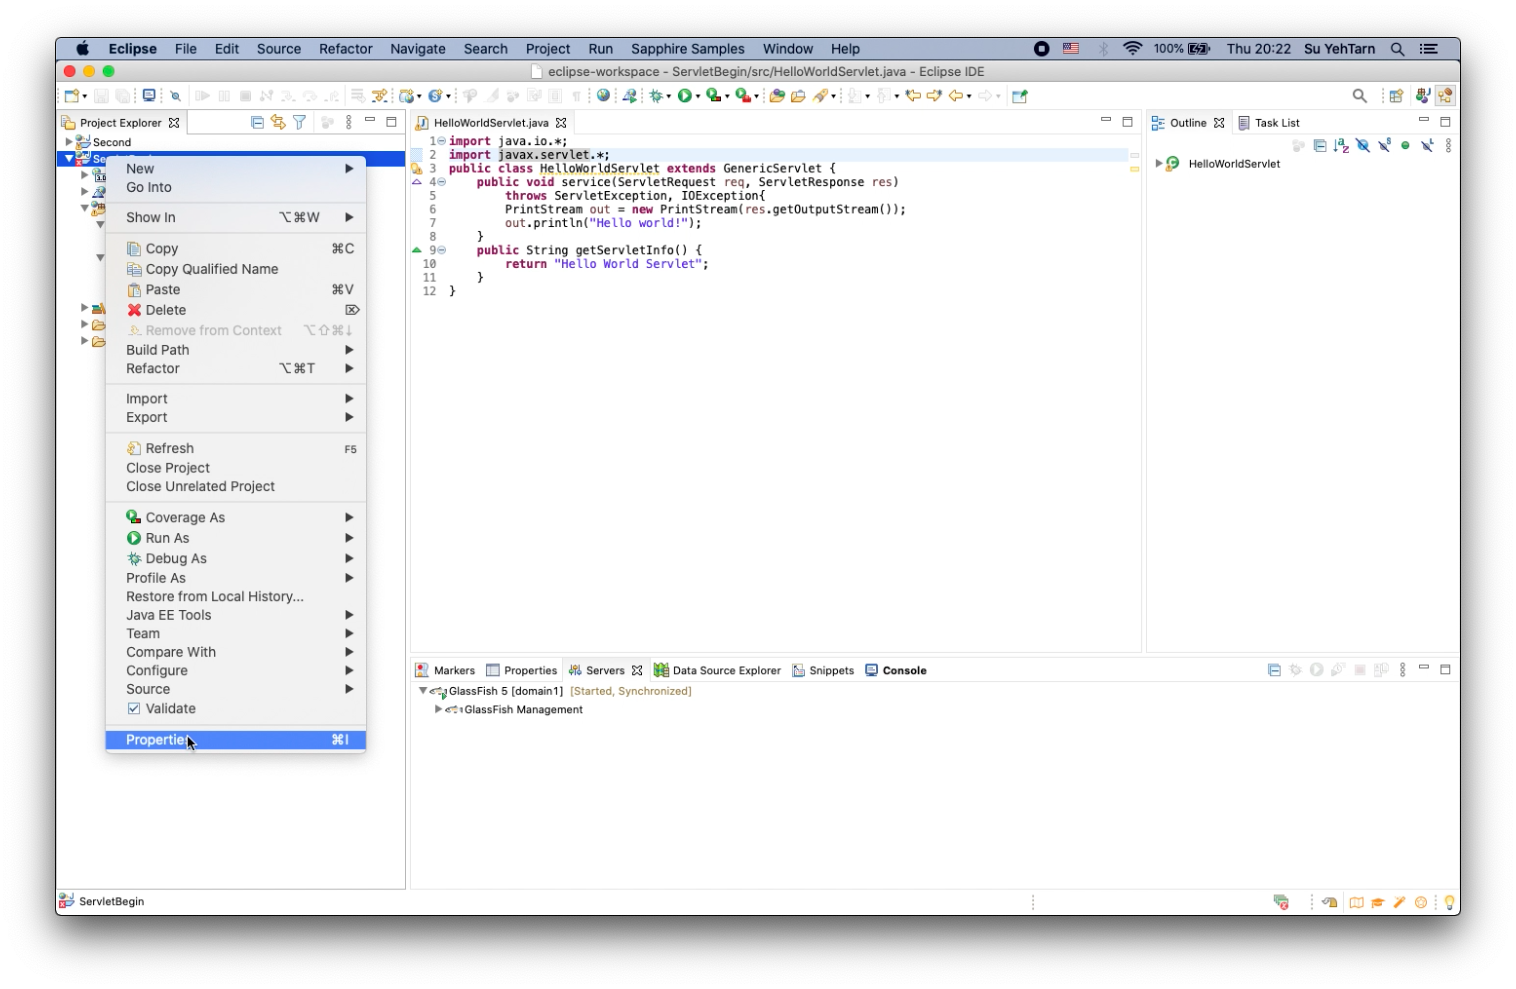 Eclipse File Edit Source Refactor Navigate Search Project Run Sapphire Samples Window Help 100% Thu 20:22 Su YehTarn
eclipse-workspace - ServletBegin/src/HelloWorldServlet.java - Eclipse IDE
Project Explorer
Second
New
Go Into
Show In ⌥⌘W
Copy ⌘C
Copy Qualified Name
Paste ⌘V
Delete ⌦
Remove from Context ⌥⇧⌘↓
Build Path
Refactor ⌥⌘T
Import
Export
Refresh F5
Close Project
Close Unrelated Project
Coverage As
Run As
Debug As
Profile As
Restore from Local History...
Java EE Tools
Team
Compare With
Configure
Source
Validate
Properties ⌘I
HelloWorldServlet.java
1 import java.io.*;
2 import javax.servlet.*;
3 public class HelloWorldServlet extends GenericServlet {
4 public void service(ServletRequest req, ServletResponse res)
5 throws ServletException, IOException{
6 PrintStream out = new PrintStream(res.getOutputStream());
7 out.println("Hello world!");
8 }
9 public String getServletInfo() {
10 return "Hello World Servlet";
11 }
12 }
Outline Task List
HelloWorldServlet
Markers Properties Servers Data Source Explorer Snippets Console
GlassFish 5 [domain1] [Started, Synchronized]
GlassFish Management
ServletBegin